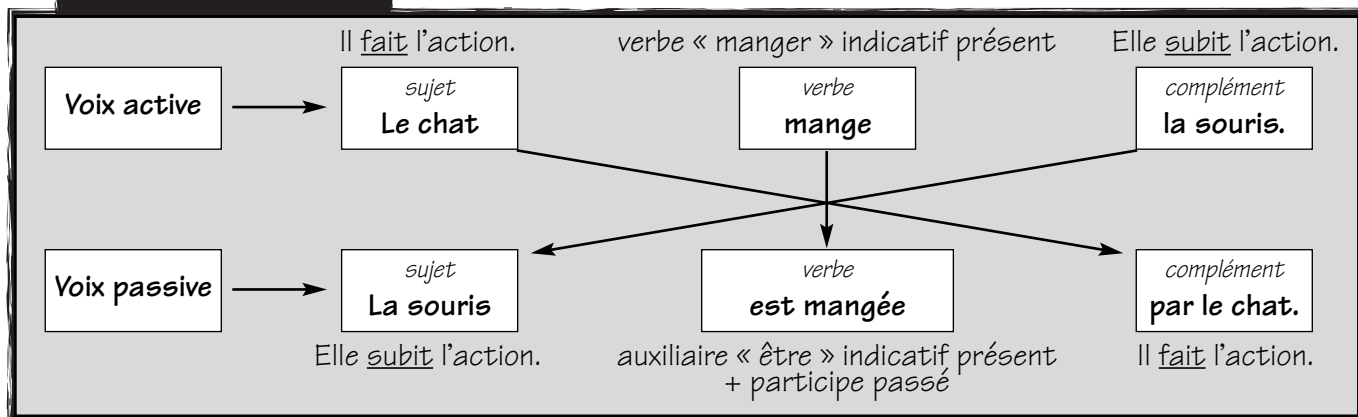 Il fait l'action. verbe « manger » indicatif présent Elle subit l'action.
Voix active
sujet
Le chat
verbe
mange
complément
la souris.
Voix passive
sujet
La souris
verbe
est mangée
complément
par le chat.
Elle subit l'action. auxiliaire « être » indicatif présent Il fait l'action.
+ participe passé